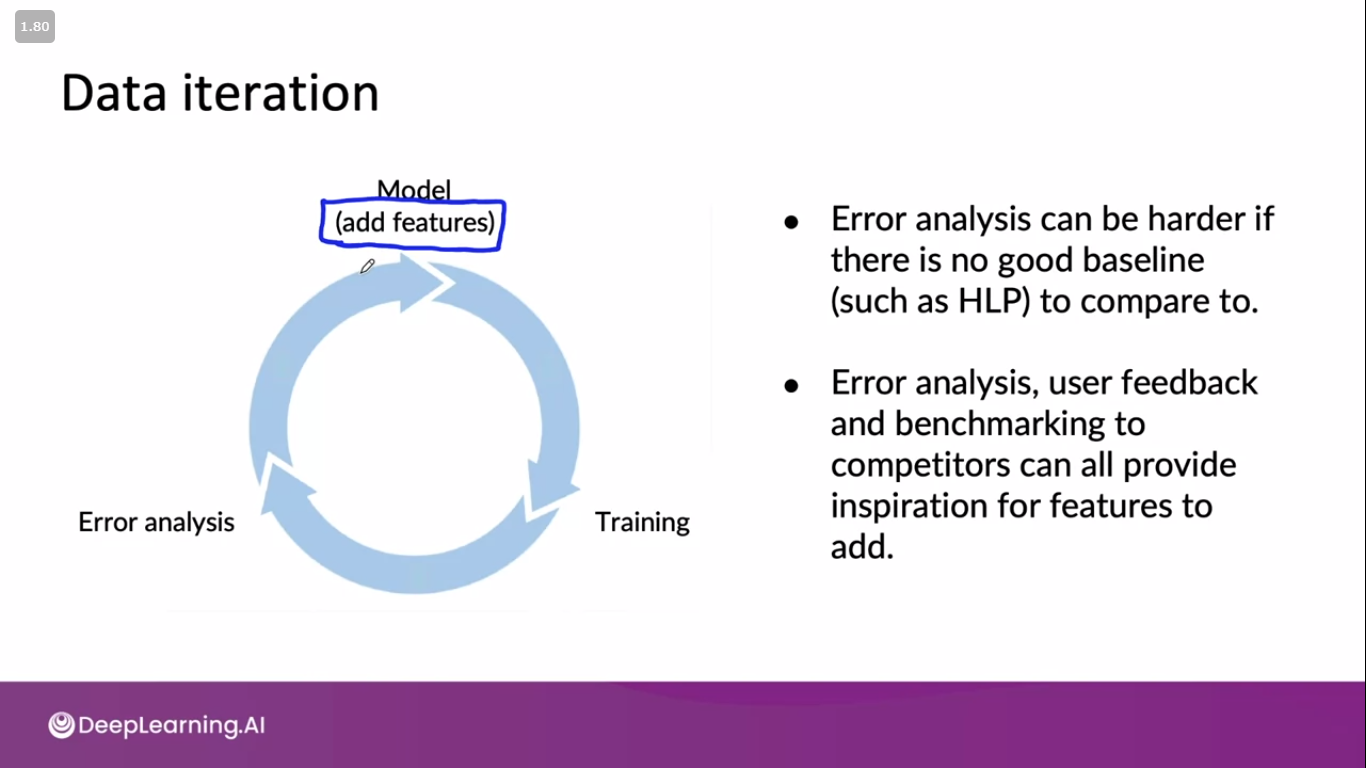 1.80
Data iteration
Model
(add features)
Error analysis
Training
● Error analysis can be harder if
there is no good baseline
(such as HLP) to compare to.
● Error analysis, user feedback
and benchmarking to
competitors can all provide
inspiration for features to
add.
DeepLearning.AI